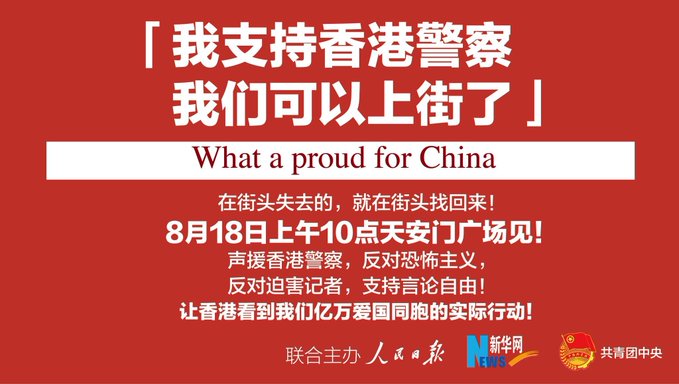 「我支持香港警察
我们可以上街了」
What a proud for China
在街头失去的，就在街头找回来！
8月18日上午10点天安门广场见！
声援香港警察，反对恐怖主义，
反对迫害记者，支持言论自由！
让香港看到我们亿万爱国同胞的实际行动！
联合主办 人民日报 新华网 NEWS 共青团中央